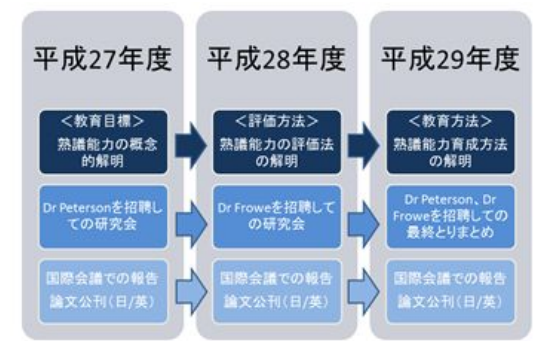 平成27年度
＜教育目標＞
熟議能力の概念
的解明
Dr Petersonを招聘し
ての研究会
国際会議での報告
論文公刊(日/英)
平成28年度
＜評価方法＞
熟議能力の評価法
の解明
Dr Froweを招聘して
の研究会
国際会議での報告
論文公刊(日/英)
平成29年度
＜教育方法＞
熟議能力育成方法
の解明
Dr Peterson、Dr
Froweを招聘しての
最終とりまとめ
国際会議での報告
論文公刊(日/英)